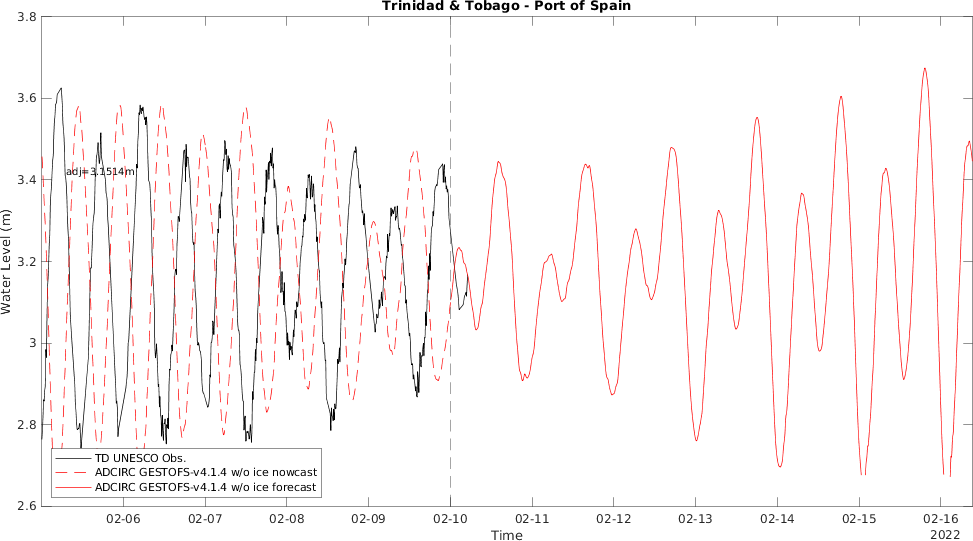 Trinidad & Tobago - Port of Spain
3.8
3.6
3.4
3.2
3
2.8
2.6
Water Level (m)
adj=3.1514m
TD UNESCO Obs.
ADCIRC GESTOFS-v4.1.4 w/o ice nowcast
ADCIRC GESTOFS-v4.1.4 w/o ice forecast
02-06 02-07 02-08 02-09 02-10 02-11 02-12 02-13 02-14 02-15 02-16
Time
2022